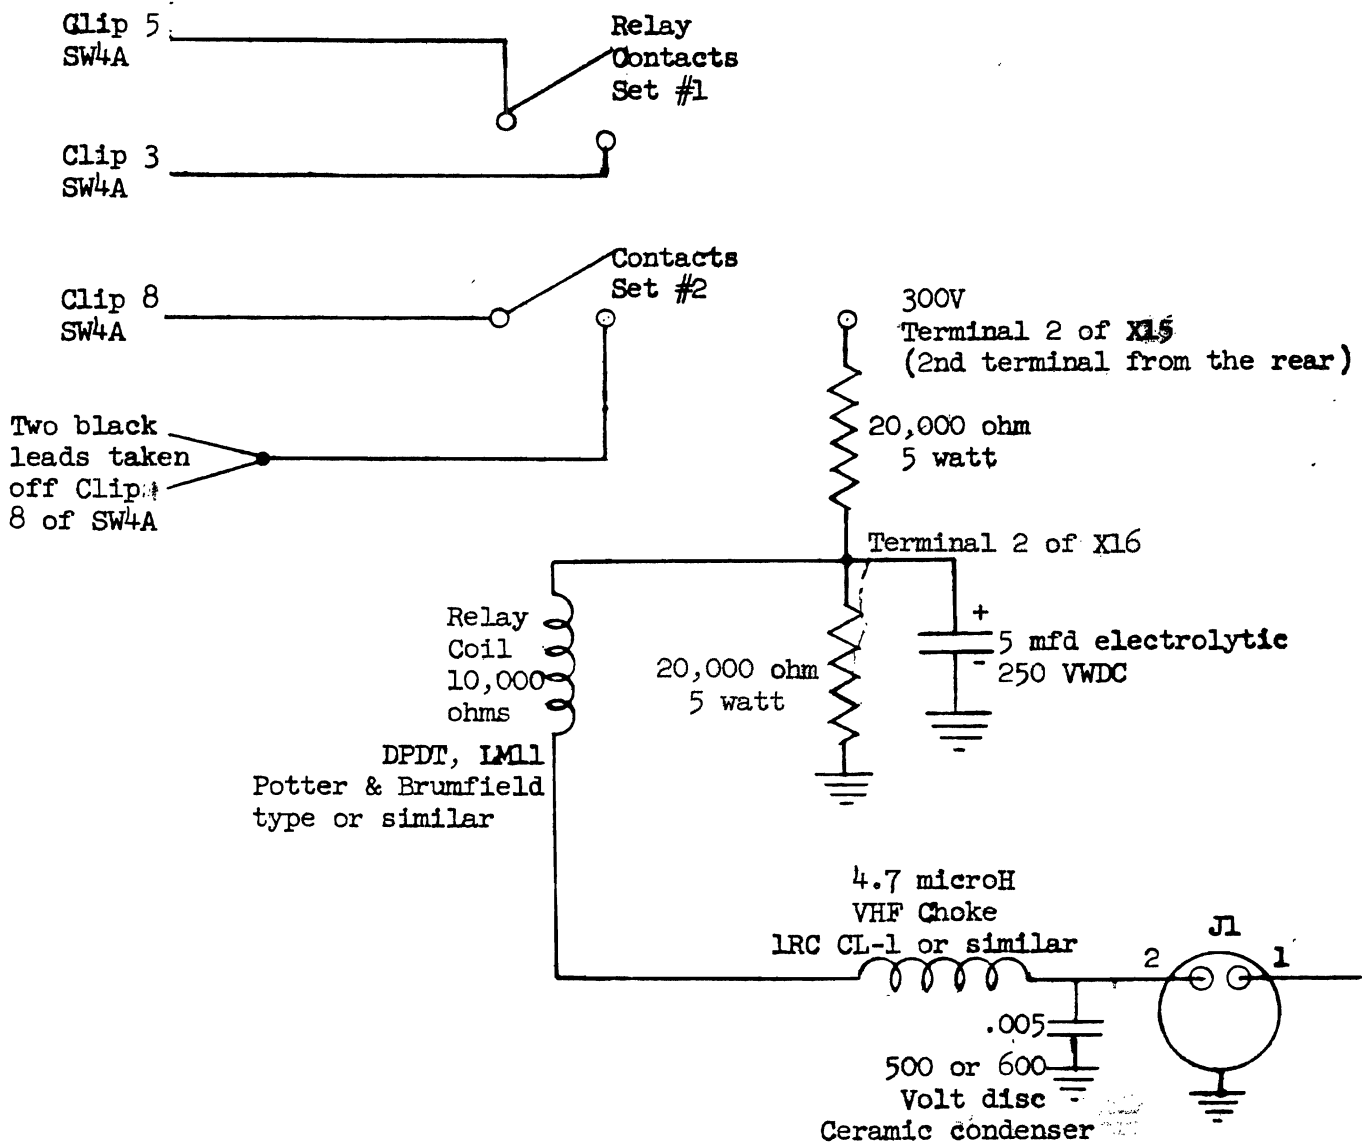 Clip 5
SW4A
Relay
Contacts
Set #1
Clip 3
SW4A
Contacts
Set #2
Clip 8
SW4A
300V
Terminal 2 of X15
(2nd terminal from the rear)
Two black
leads taken
off Clip
8 of SW4A
20,000 ohm
5 watt
Terminal 2 of X16
Relay
Coil
10,000
ohms
20,000 ohm
5 watt
+
5 mfd electrolytic
-
250 VWDC
DPDT, LM11
Potter & Brumfield
type or similar
4.7 microH
VHF Choke
1RC CL-1 or similar
J1
2
1
.005
500 or 600
Volt disc
Ceramic condenser